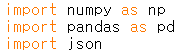 import numpy as np
import pandas as pd
import json